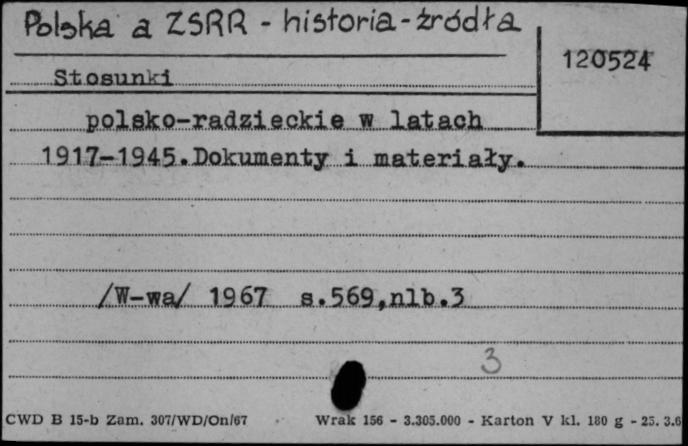 Polska a ZSRR - historia - źródła
120524
Stosunki
polsko-radzieckie w latach
1917-1945.Dokumenty i materiały.
/W-wa/ 1967 s.569,nlb.3
3
CWD B 15-b Zam. 307/WD/On/67 Wrak 156 - 3.305.000 - Karton V kl. 180 g - 25. 3.6